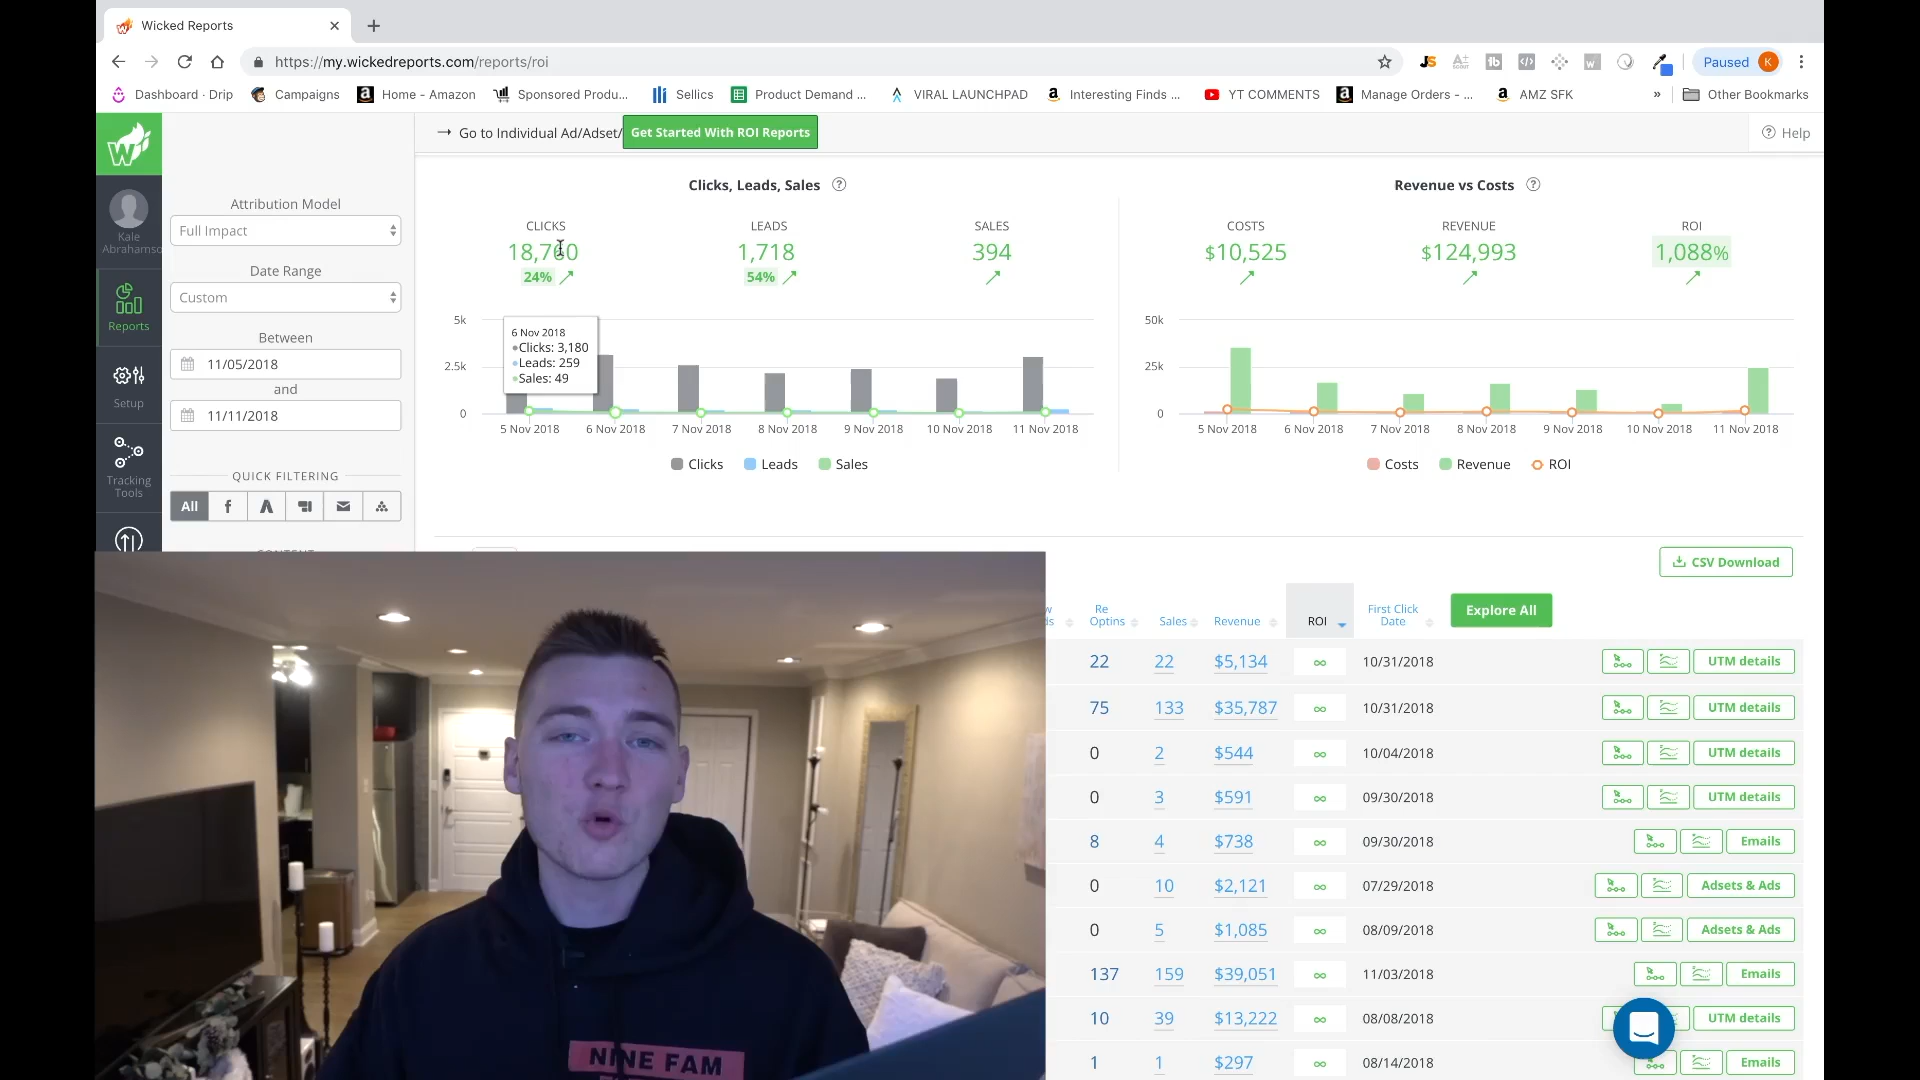 Wicked Reports
https://my.wickedreports.com/reports/roi
Paused K
Dashboard · Drip
Campaigns
Home - Amazon
Sponsored Produ...
Sellics
Product Demand ...
VIRAL LAUNCHPAD
Interesting Finds ...
YT COMMENTS
Manage Orders - ...
AMZ SFK
» Other Bookmarks
→ Go to Individual Ad/Adset/
Get Started With ROI Reports
Help
Kale
Abrahamso
Reports
Setup
Tracking
Tools
Attribution Model
Full Impact
Date Range
Custom
Between
11/05/2018
and
11/11/2018
QUICK FILTERING
All
Clicks, Leads, Sales
CLICKS LEADS SALES
18,760 1,718 394
24% 54%
5k
2.5k
0
6 Nov 2018
Clicks: 3,180
Leads: 259
Sales: 49
5 Nov 2018 6 Nov 2018 7 Nov 2018 8 Nov 2018 9 Nov 2018 10 Nov 2018 11 Nov 2018
Clicks Leads Sales
Revenue vs Costs
COSTS REVENUE ROI
$10,525 $124,993 1,088%
50k
25k
0
5 Nov 2018 6 Nov 2018 7 Nov 2018 8 Nov 2018 9 Nov 2018 10 Nov 2018 11 Nov 2018
Costs Revenue ROI
CSV Download
Re
Optins
Sales
Revenue
ROI
First Click
Date
Explore All
22 22 $5,134 ∞ 10/31/2018 UTM details
75 133 $35,787 ∞ 10/31/2018 UTM details
0 2 $544 ∞ 10/04/2018 UTM details
0 3 $591 ∞ 09/30/2018 UTM details
8 4 $738 ∞ 09/30/2018 Emails
0 10 $2,121 ∞ 07/29/2018 Adsets & Ads
0 5 $1,085 ∞ 08/09/2018 Adsets & Ads
137 159 $39,051 ∞ 11/03/2018 Emails
10 39 $13,222 ∞ 08/08/2018 UTM details
1 1 $297 ∞ 08/14/2018 Emails
NINE FAM